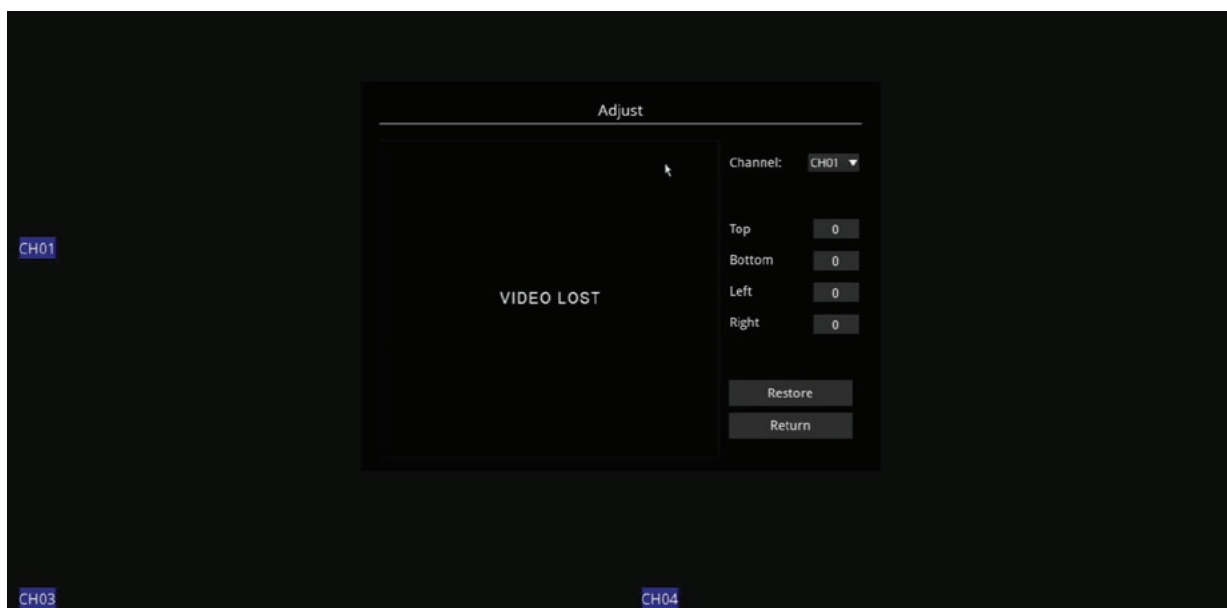 Adjust
Channel: CH01
Top 0
CH01
Bottom 0
Left 0
VIDEO LOST
Right 0
Restore
Return
CH03 CH04